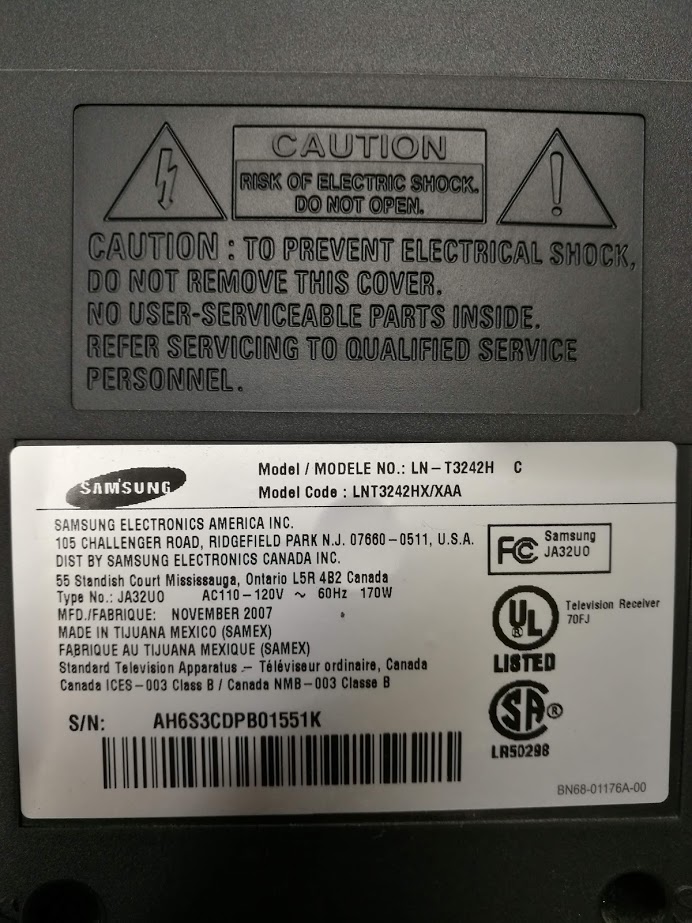 CAUTION
RISK OF ELECTRIC SHOCK.
DO NOT OPEN.
CAUTION : TO PREVENT ELECTRICAL SHOCK,
DO NOT REMOVE THIS COVER.
NO USER-SERVICEABLE PARTS INSIDE.
REFER SERVICING TO QUALIFIED SERVICE
PERSONNEL.
SAMSUNG
Model / MODELE NO.: LN-T3242H C
Model Code : LNT3242HX/XAA
SAMSUNG ELECTRONICS AMERICA INC.
105 CHALLENGER ROAD, RIDGEFIELD PARK N.J. 07660-0511, U.S.A.
DIST BY SAMSUNG ELECTRONICS CANADA INC.
55 Standish Court Mississauga, Ontario L5R 4B2 Canada
Type No.: JA32U0 AC110-120V ~ 60Hz 170W
MFD./FABRIQUE: NOVEMBER 2007
MADE IN TIJUANA MEXICO (SAMEX)
FABRIQUE AU TIJUANA MEXIQUE (SAMEX)
Standard Television Apparatus - Téléviseur ordinaire, Canada
Canada ICES-003 Class B / Canada NMB-003 Classe B
S/N: AH6S3CDPB01551K
FC Samsung
JA32U0
UL ®
LISTED
Television Receiver
70FJ
SA ®
LR50298
BN68-01176A-00